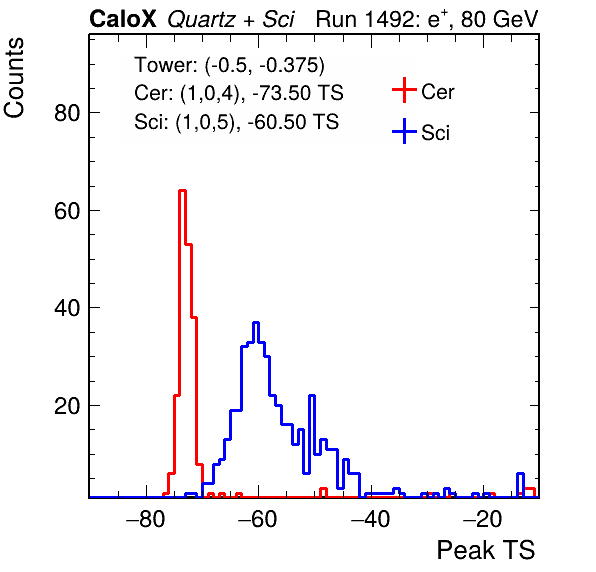 CaloX Quartz + Sci Run 1492: e⁺, 80 GeV
Tower: (-0.5, -0.375)
Cer: (1,0,4), -73.50 TS
Sci: (1,0,5), -60.50 TS
Cer
Sci
Counts
80
60
40
20
−80 −60 −40 −20
Peak TS